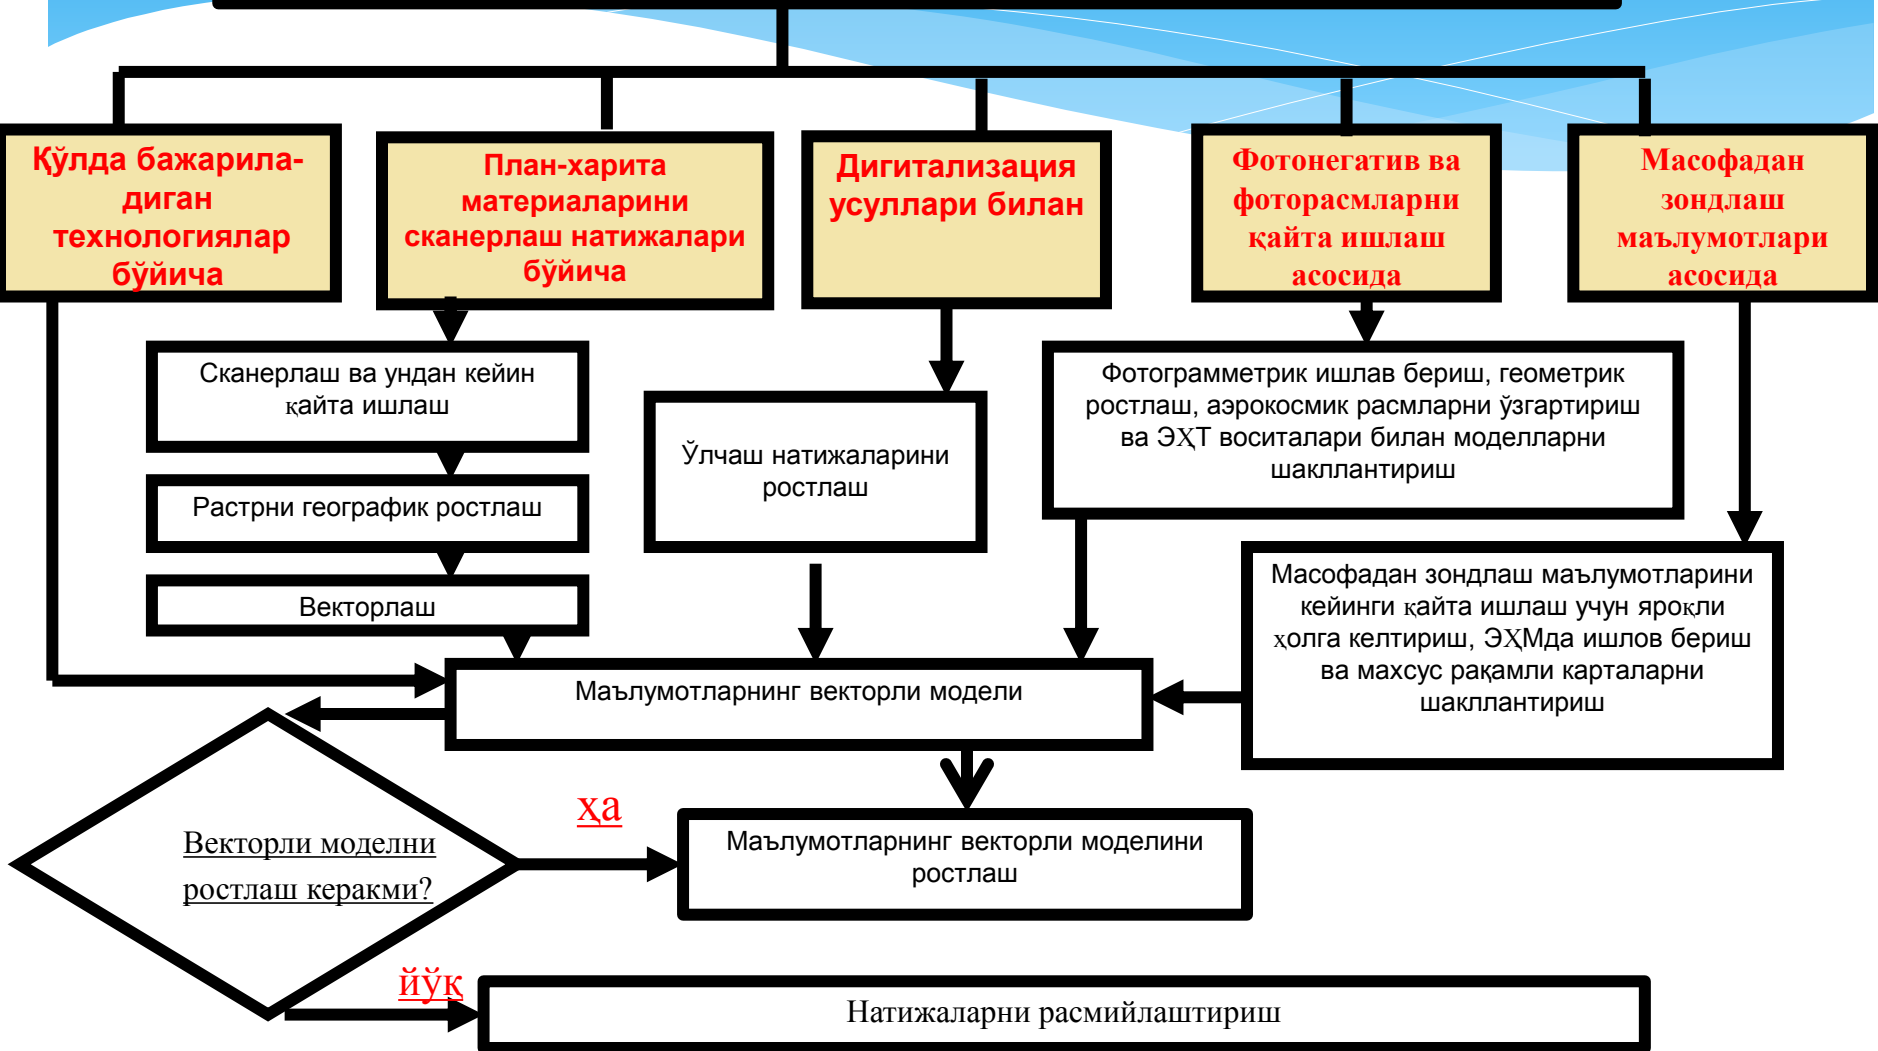 Қўлда бажарила-
диган
технологиялар
бўйича
План-харита
материаларини
сканерлаш натижалари
бўйича
Дигитализация
усуллари билан
Фотонегатив ва
фоторасмларни
қайта ишлаш
асосида
Масофадан
зондлаш
маълумотлари
асосида
Сканерлаш ва ундан кейин
қайта ишлаш
Растрни географик ростлаш
Векторлаш
Ўлчаш натижаларини
ростлаш
Фотограмметрик ишлав бериш, геометрик
ростлаш, аэрокосмик расмларни ўзгартириш
ва ЭҲТ воситалари билан моделларни
шакллантириш
Масофадан зондлаш маълумотларини
кейинги қайта ишлаш учун яроқли
ҳолга келтириш, ЭҲМда ишлов бериш
ва махсус рақамли карталарни
шакллантириш
Маълумотларнинг векторли модели
Векторли моделни
ростлаш керакми?
ҳа
Маълумотларнинг векторли моделини
ростлаш
йўқ
Натижаларни расмийлаштириш